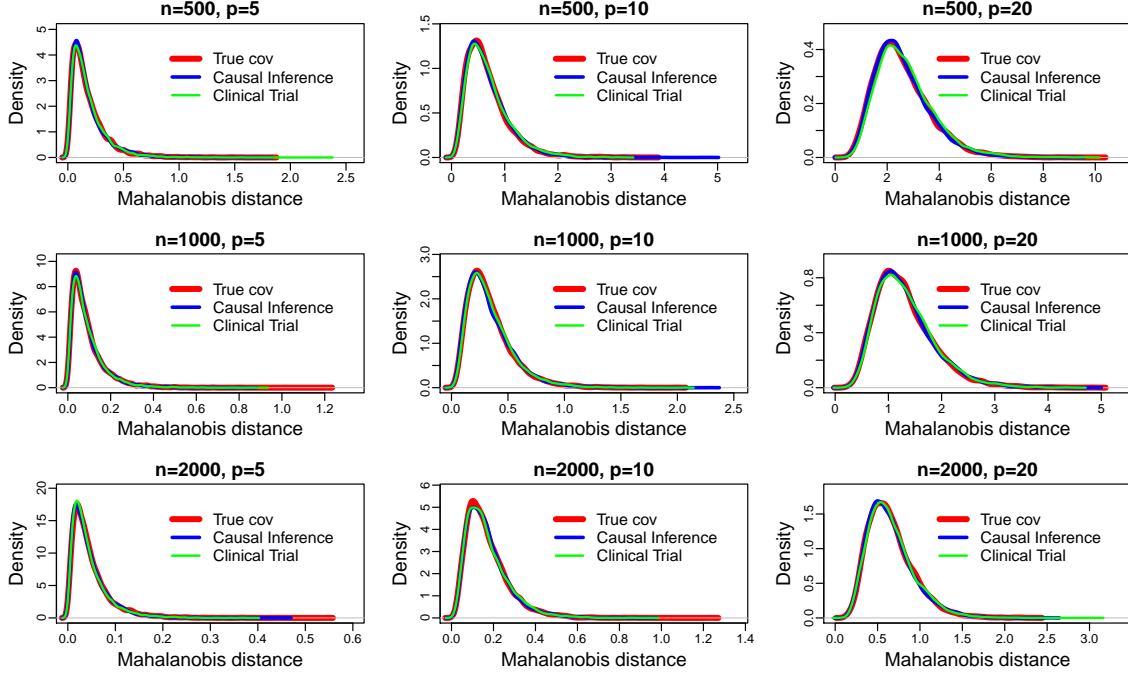 n=500, p=5
Density
0 1 2 3 4 5
True cov
Causal Inference
Clinical Trial
0.0 0.5 1.0 1.5 2.0 2.5
Mahalanobis distance
n=500, p=10
Density
0.0 0.5 1.0 1.5
True cov
Causal Inference
Clinical Trial
0 1 2 3 4 5
Mahalanobis distance
n=500, p=20
Density
0.0 0.2 0.4
True cov
Causal Inference
Clinical Trial
0 2 4 6 8 10
Mahalanobis distance
n=1000, p=5
Density
0 2 4 6 8 10
True cov
Causal Inference
Clinical Trial
0.0 0.2 0.4 0.6 0.8 1.0 1.2
Mahalanobis distance
n=1000, p=10
Density
0.0 1.0 2.0 3.0
True cov
Causal Inference
Clinical Trial
0.0 0.5 1.0 1.5 2.0 2.5
Mahalanobis distance
n=1000, p=20
Density
0.0 0.4 0.8
True cov
Causal Inference
Clinical Trial
0 1 2 3 4 5
Mahalanobis distance
n=2000, p=5
Density
0 5 10 15 20
True cov
Causal Inference
Clinical Trial
0.0 0.1 0.2 0.3 0.4 0.5 0.6
Mahalanobis distance
n=2000, p=10
Density
0 1 2 3 4 5 6
True cov
Causal Inference
Clinical Trial
0.0 0.2 0.4 0.6 0.8 1.0 1.2 1.4
Mahalanobis distance
n=2000, p=20
Density
0.0 0.5 1.0 1.5
True cov
Causal Inference
Clinical Trial
0.0 0.5 1.0 1.5 2.0 2.5 3.0
Mahalanobis distance